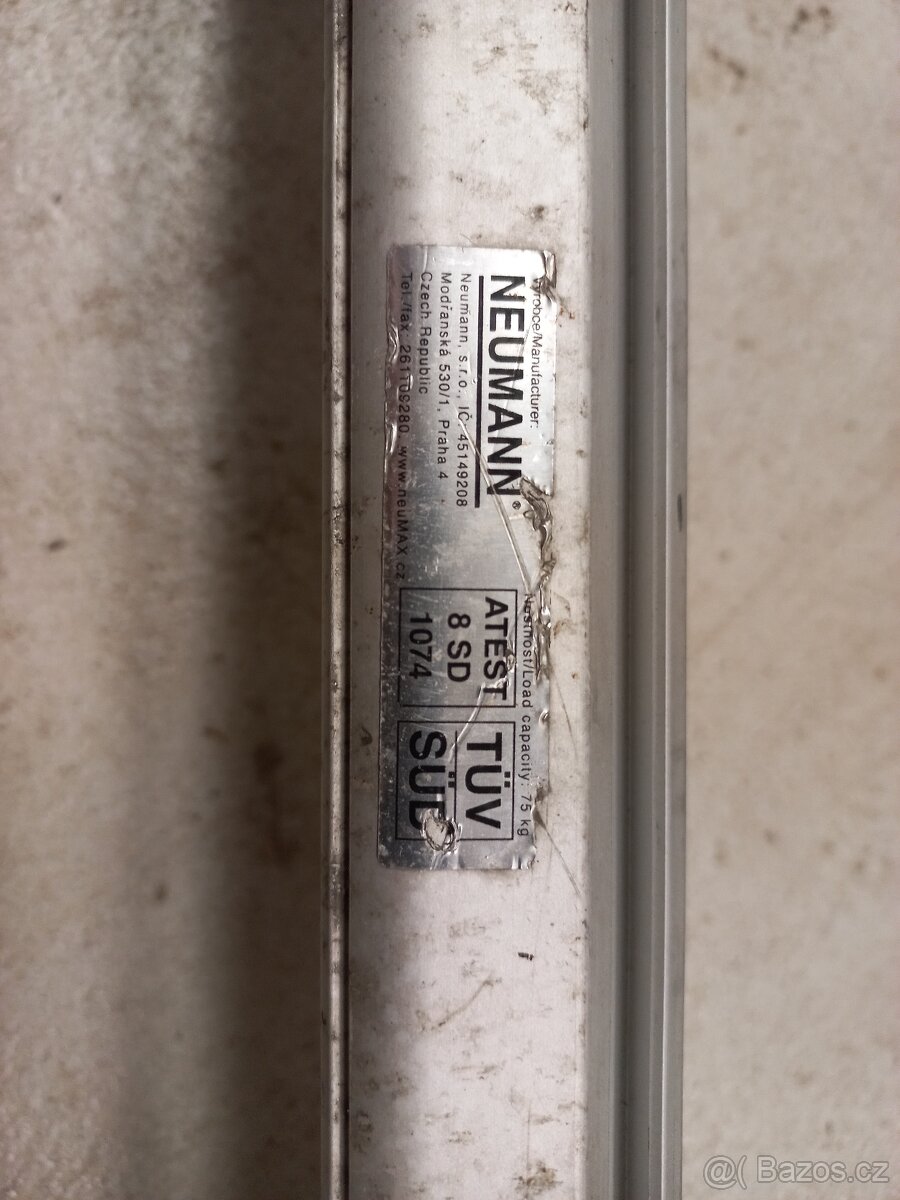 Výrobce/Manufacturer:
NEUMANN®
Neumann, s.r.o., IČ 45149208
Modřanská 530/1, Praha 4
Czech Republic
Tel./fax: 261109280 www.neuMAX.cz
Nosnost/Load capacity: 75 kg
ATEST
8 SD
1074
TÜV
SÜD
@( Bazos.cz